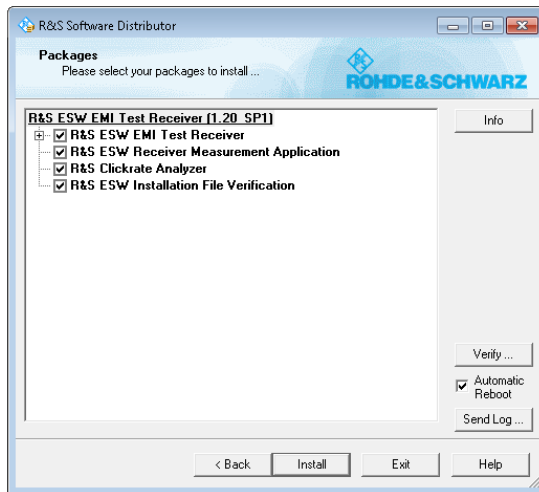 R&S Software Distributor
Packages
Please select your packages to install ...
ROHDE&SCHWARZ
R&S ESW EMI Test Receiver (1.20 SP1)
R&S ESW EMI Test Receiver
R&S ESW Receiver Measurement Application
R&S Clickrate Analyzer
R&S ESW Installation File Verification
Info
Verify ...
Automatic
Reboot
Send Log ...
< Back
Install
Exit
Help